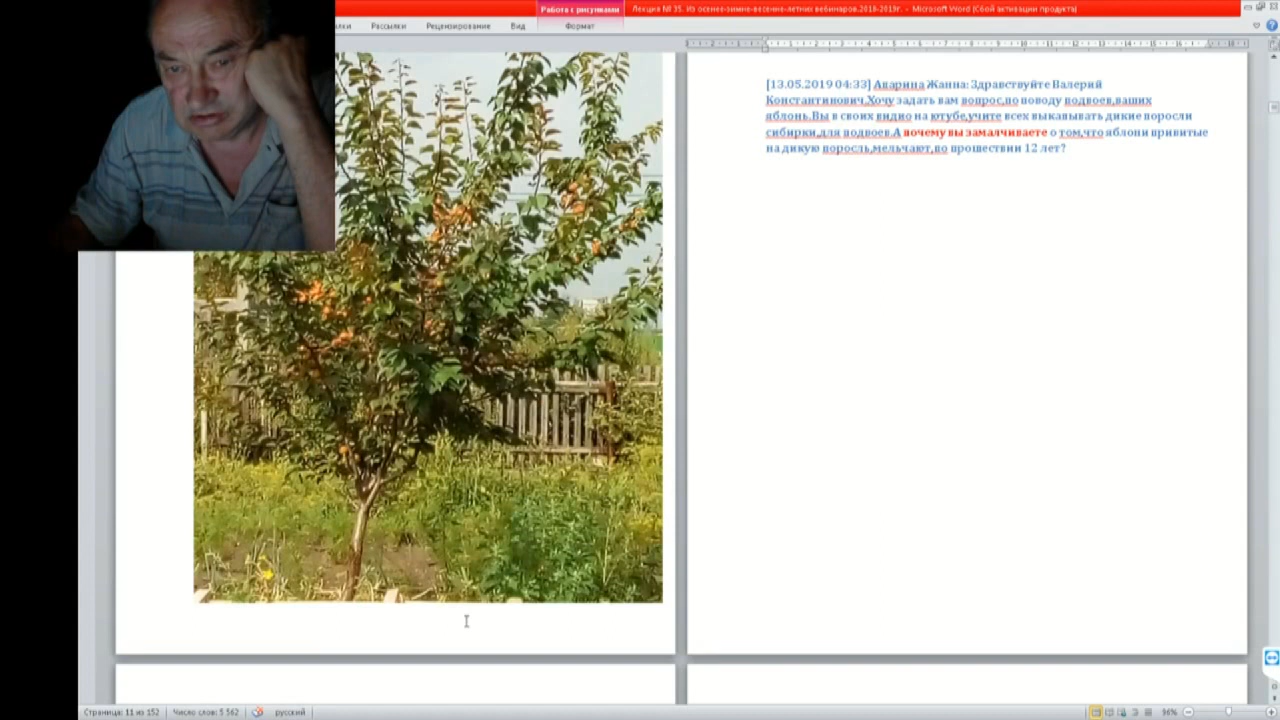 Работа с рисунками
Лекция № 35. Из осенне-зимне-весенне-летних вебинаров.2018-2019г. - Microsoft Word (Сбой активации продукта)
Рассылки
Рецензирование
Вид
Формат
[13.05.2019 04:33] Аварина Жанна: Здравствуйте Валерий
Константинович,Хочу задать вам вопрос,по поводу подвоев,ваших
яблонь.Вы в своих видио на ютубе,учите всех выкапывать дикие поросли
сибирки,для подвоев.А почему вы замалчиваете о том,что яблони привитые
на дикую поросль,мельчают,по прошествии 12 лет?
Страница: 11 из 152
Число слов: 5 562
русский
96%